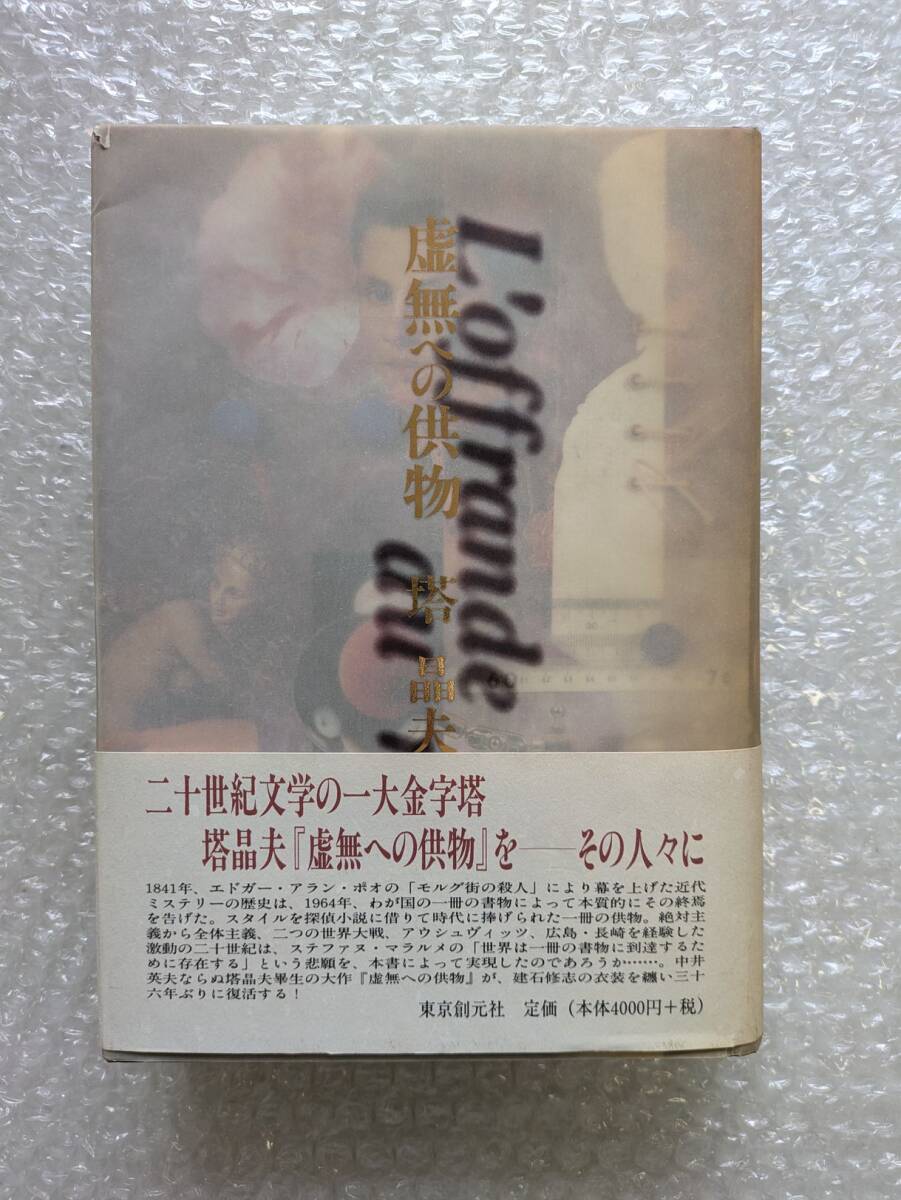 虚無への供物 塔 晶夫
L'offrande
au
60
70
二十世紀文学の一大金字塔
塔晶夫『虚無への供物』を――その人々に
1841年、エドガー・アラン・ポオの「モルグ街の殺人」により幕を上げた近代
ミステリーの歴史は、1964年、わが国の一冊の書物によって本質的にその終焉
を告げた。スタイルを探偵小説に借りて時代に捧げられた一冊の供物。絶対主
義から全体主義、二つの世界大戦、アウシュヴィッツ、広島・長崎を経験した
激動の二十世紀は、ステファヌ・マラルメの「世界は一冊の書物に到達するた
めに存在する」という悲願を、本書によって実現したのであろうか……。中井
英夫ならぬ塔晶夫畢生の大作『虚無への供物』が、建石修志の衣装を纏い三十
六年ぶりに復活する!
東京創元社 定価(本体4000円+税)